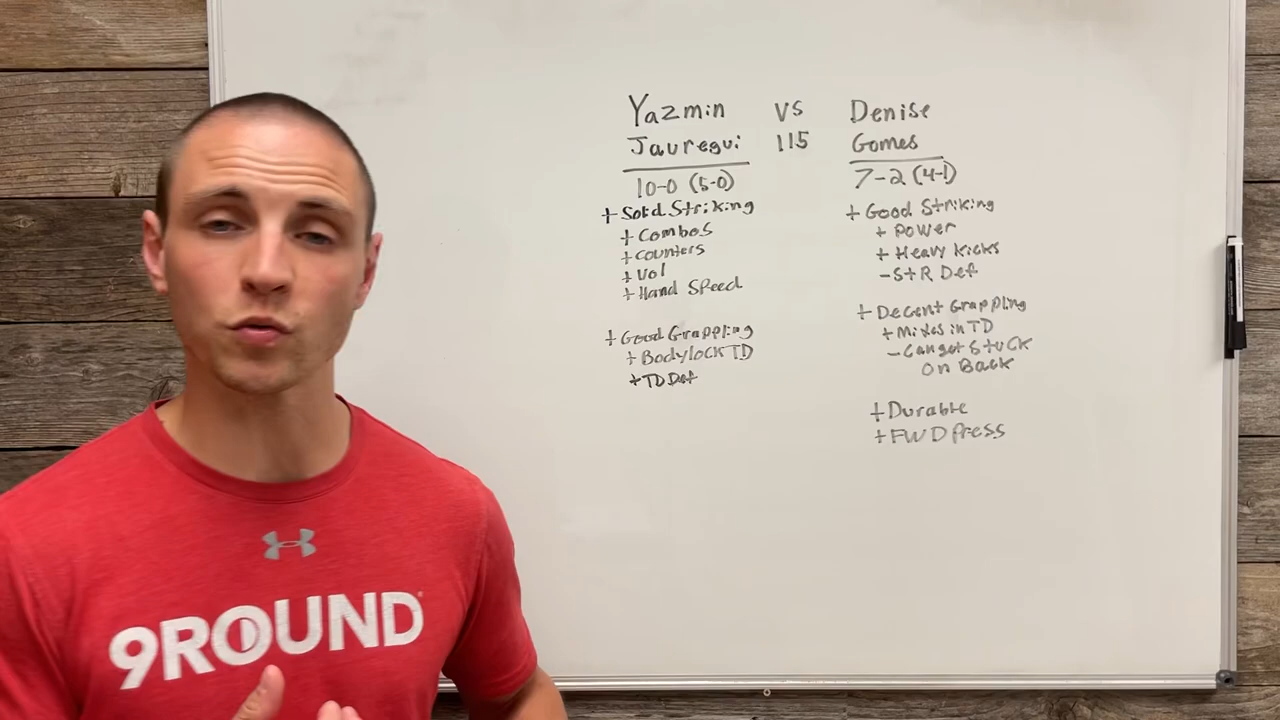 Yazmin vs Denise
Jauregui 115 Gomes
10-0 (5-0)
+ Solid Striking
+ Combos
+ Counters
+ Vol
+ Hand Speed
+ Good Grappling
+ Bodylock TD
+ TD Def
7-2 (4-1)
+ Good Striking
+ Power
+ Heavy Kicks
- STR Def
+ Decent Grappling
+ Mixes in TD
- Can get Stuck
on Back
+ Durable
+ FWD Press
9ROUND